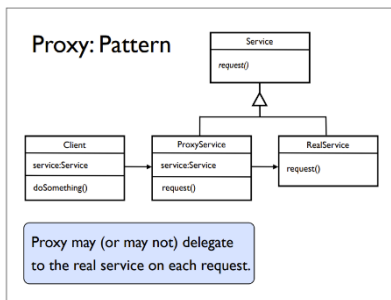 Proxy: Pattern
Service
request()
Client
service:Service
doSomething()
ProxyService
service:Service
request()
RealService
request()
Proxy may (or may not) delegate
to the real service on each request.